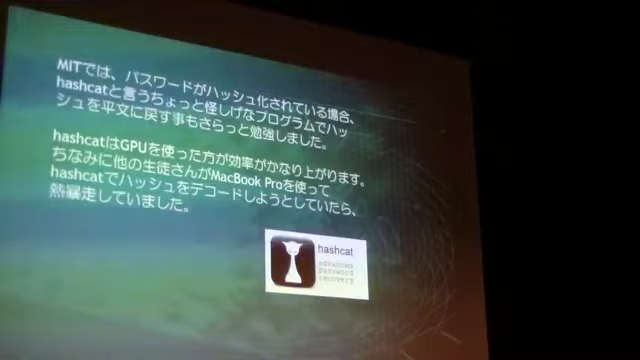 MITでは、パスワードがハッシュ化されている場合、
hashcatと言うちょっと怪しげなプログラムでハッ
シュを平文に戻す事もさらっと勉強しました。
hashcatはGPUを使った方が効率がかなり上がります。
ちなみに他の生徒さんがMacBook Proを使って
hashcatでハッシュをデコードしようとしていたら、
熱暴走していました。
hashcat
advanced
password
recovery